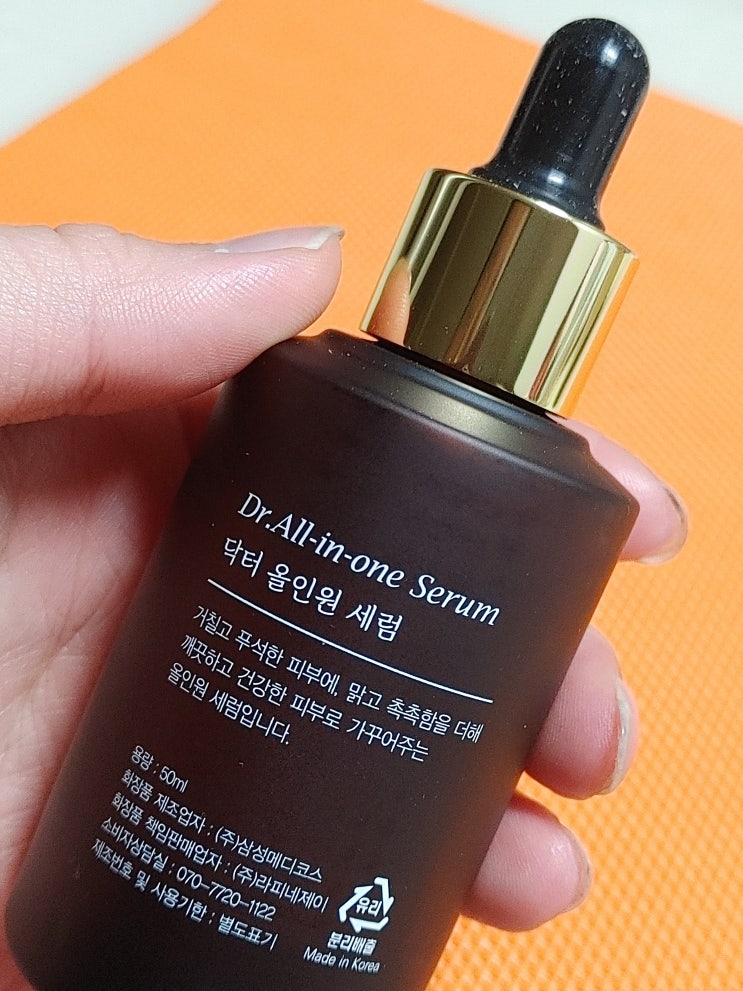 Dr.All-in-one Serum
닥터 올인원 세럼
거칠고 푸석한 피부에, 맑고 촉촉함을 더해
깨끗하고 건강한 피부로 가꾸어주는
올인원 세럼입니다.
용량 : 50ml
화장품 제조업자 : (주)삼성메디코스
화장품 책임판매업자 : (주)라피네제이
소비자상담실 : 070-7720-1122
제조번호 및 사용기한 : 별도표기
유리
분리배출
Made in Korea